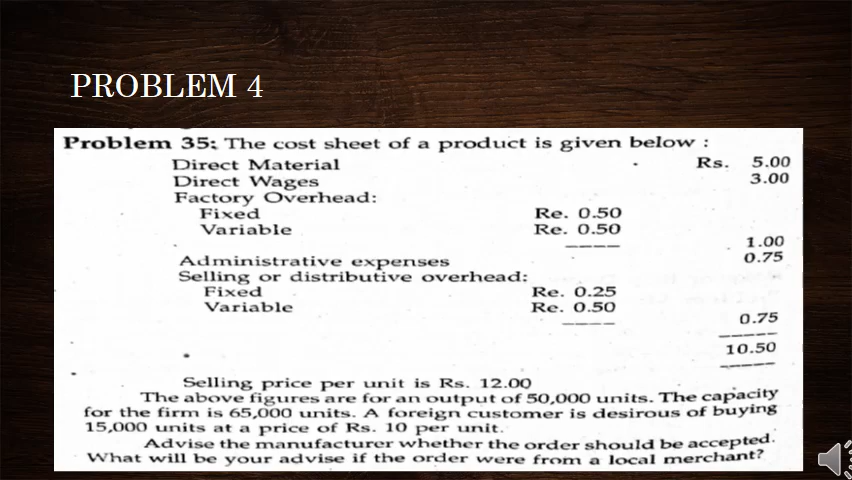 PROBLEM 4
Problem 35: The cost sheet of a product is given below :
Direct Material Rs. 5.00
Direct Wages 3.00
Factory Overhead:
Fixed Re. 0.50
Variable Re. 0.50
1.00
Administrative expenses 0.75
Selling or distributive overhead:
Fixed Re. 0.25
Variable Re. 0.50
0.75
10.50
Selling price per unit is Rs. 12.00
The above figures are for an output of 50,000 units. The capacity
for the firm is 65,000 units. A foreign customer is desirous of buying
15,000 units at a price of Rs. 10 per unit.
Advise the manufacturer whether the order should be accepted.
What will be your advise if the order were from a local merchant?